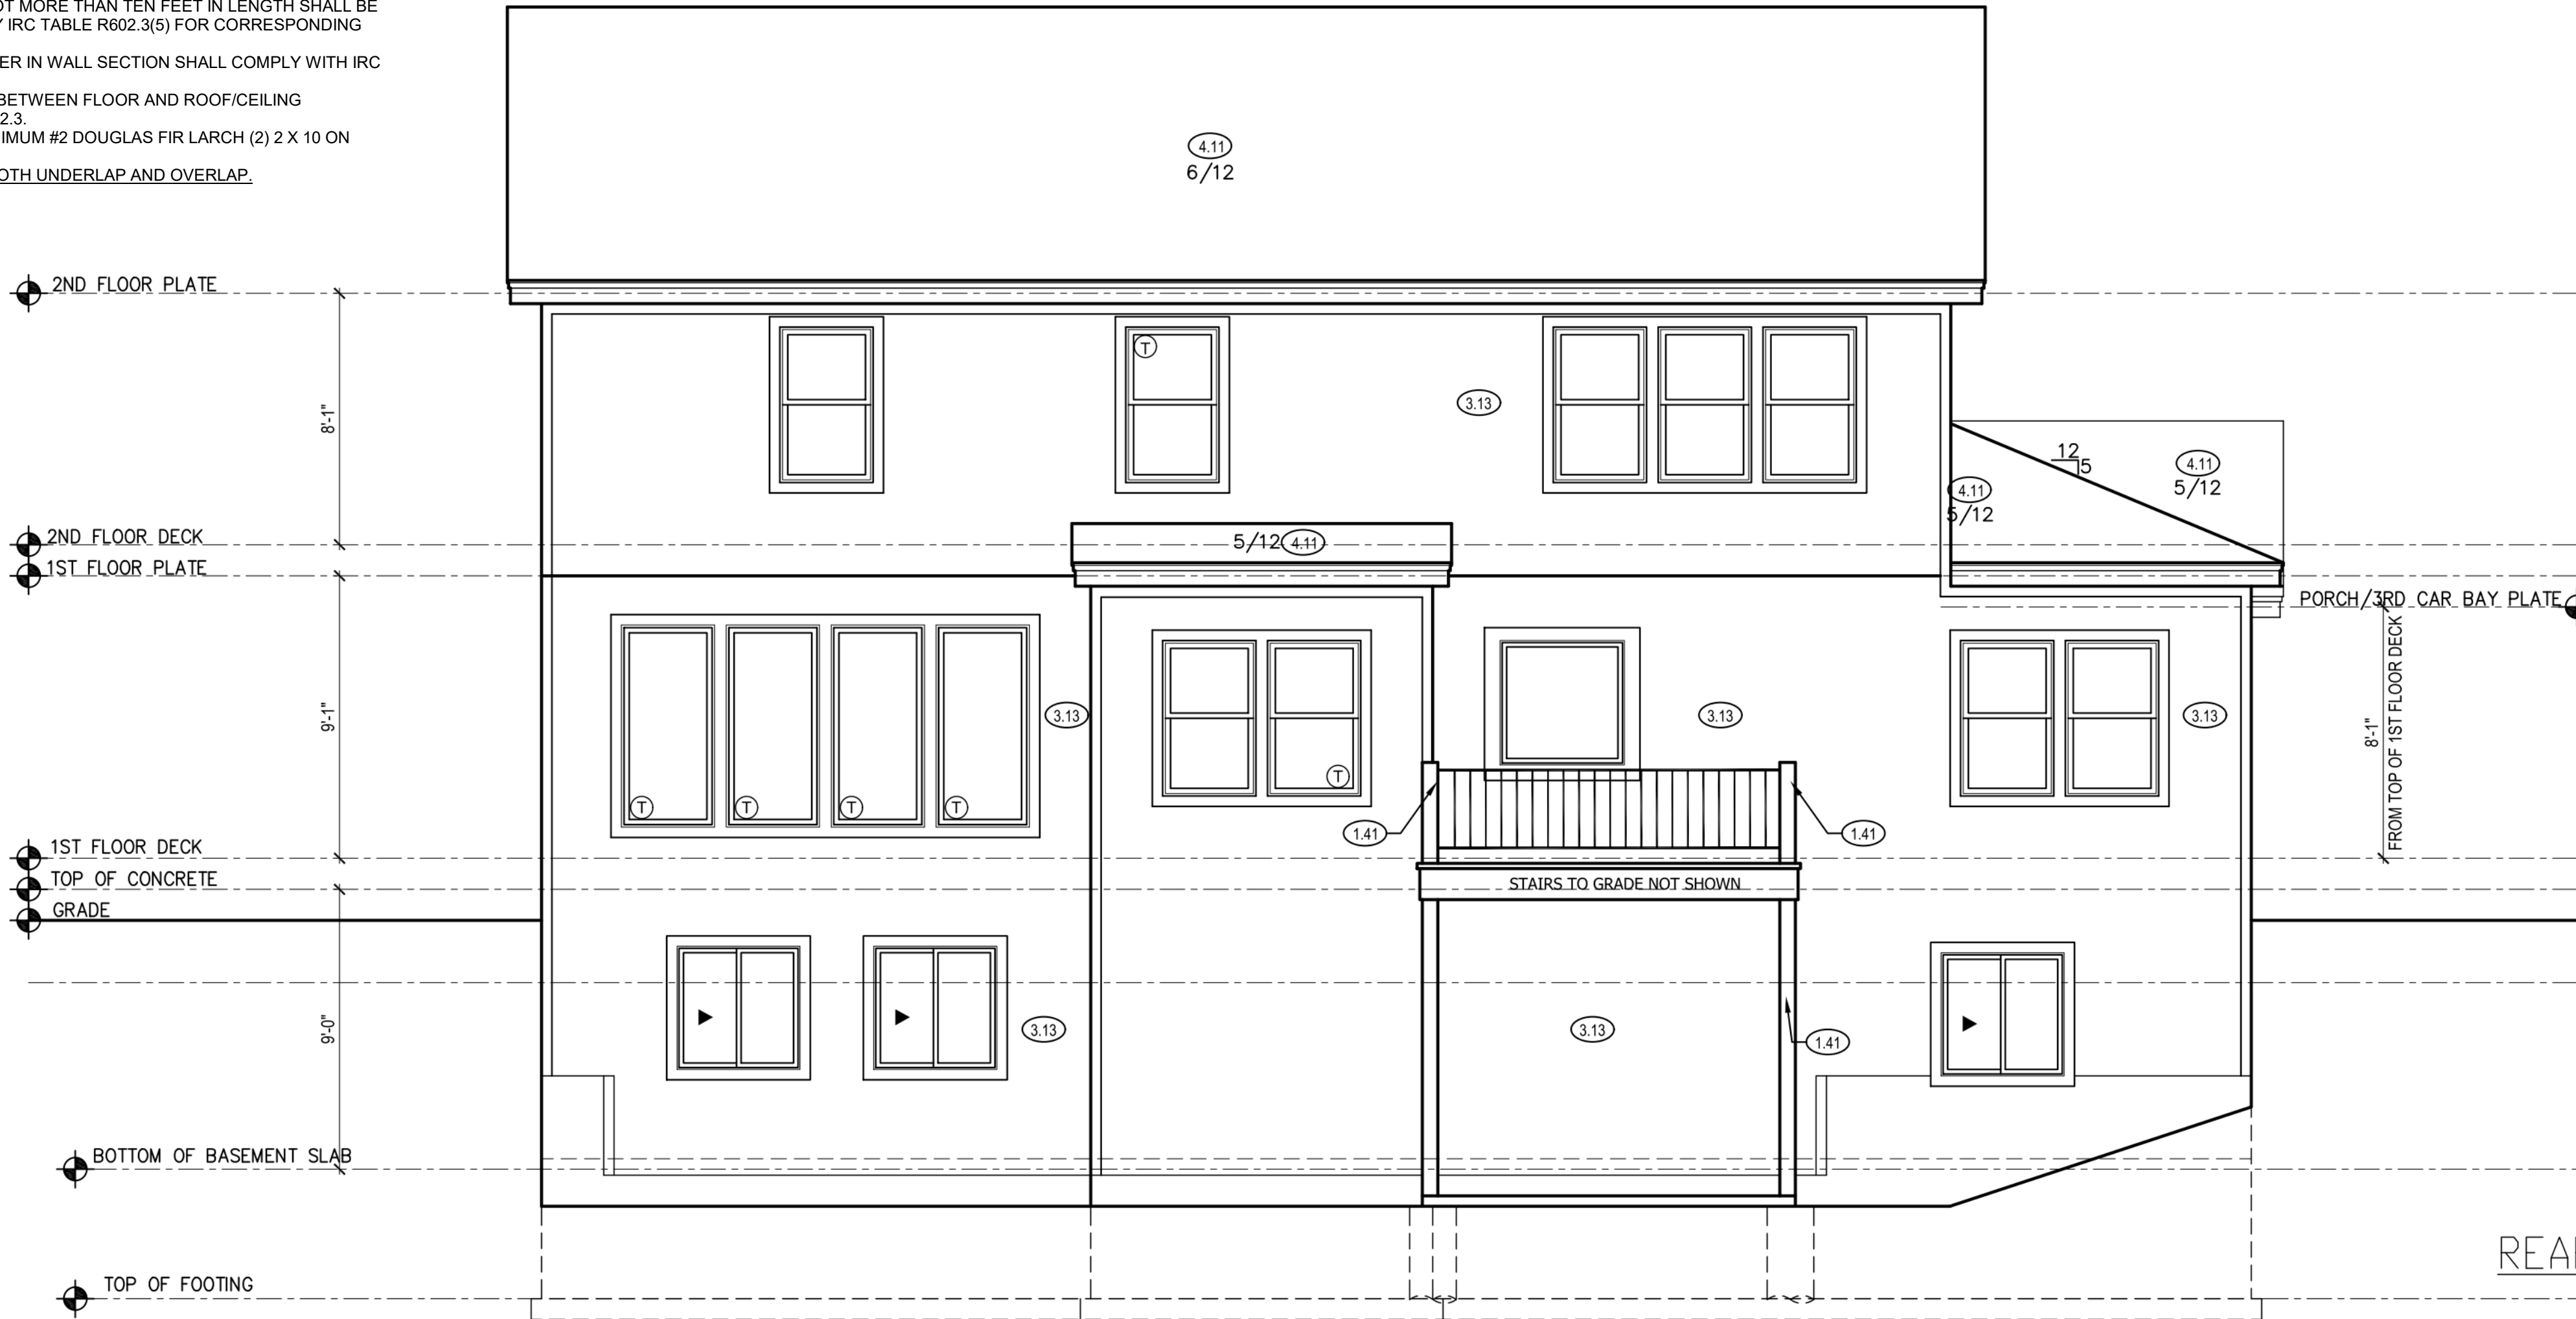 OT MORE THAN TEN FEET IN LENGTH SHALL BE
Y IRC TABLE R602.3(5) FOR CORRESPONDING
ER IN WALL SECTION SHALL COMPLY WITH IRC
BETWEEN FLOOR AND ROOF/CEILING
2.3.
IMUM #2 DOUGLAS FIR LARCH (2) 2 X 10 ON
OTH UNDERLAP AND OVERLAP.
4.11
6/12
2ND FLOOR PLATE
T
8'-1"
3.13
12
5
4.11
5/12
4.11
5/12
2ND FLOOR DECK
5/12 4.11
1ST FLOOR PLATE
PORCH/3RD CAR BAY PLATE
9'-1"
3.13
3.13
3.13
8'-1"
FROM TOP OF 1ST FLOOR DECK
T
T
T
T
T
1.41
1.41
1ST FLOOR DECK
TOP OF CONCRETE
STAIRS TO GRADE NOT SHOWN
GRADE
9'-0"
3.13
3.13
1.41
BOTTOM OF BASEMENT SLAB
REA
TOP OF FOOTING